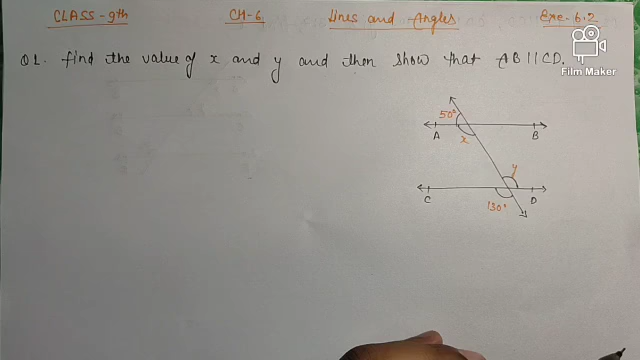 CLASS-9th CH-6 Lines and Angles Exe-6.2
Q1. Find the value of x and y and then show that AB||CD.
Film Maker
50°
A B
x
y
C D
130°